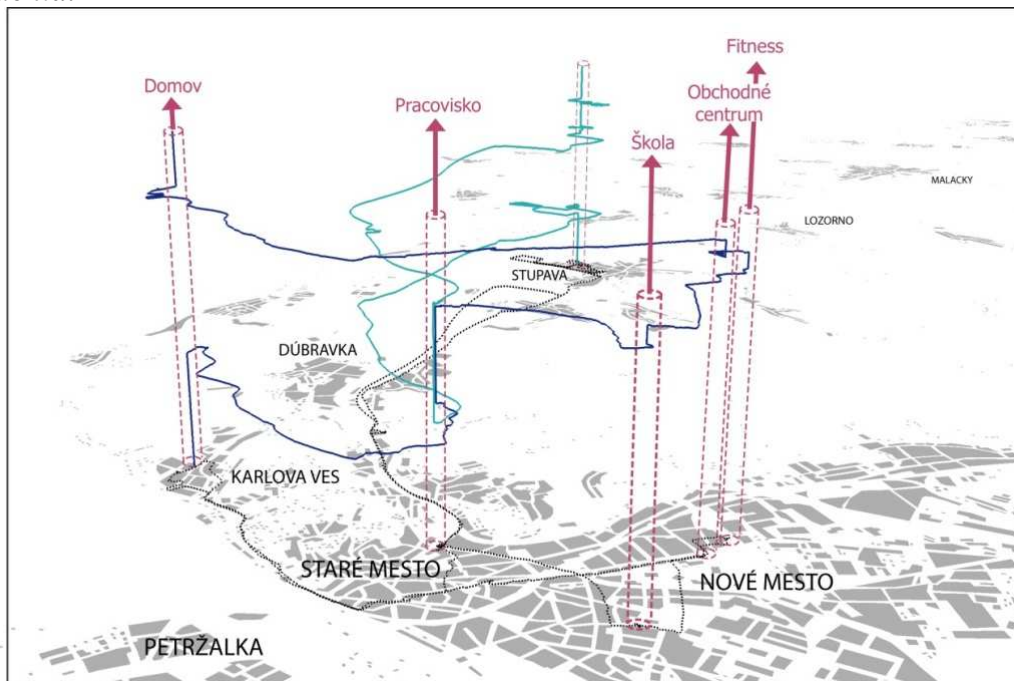 Fitness
Domov
Obchodné
centrum
Pracovisko
Škola
MALACKY
LOZORNO
STUPAVA
DÚBRAVKA
KARLOVA VES
STARÉ MESTO
NOVÉ MESTO
PETRŽALKA